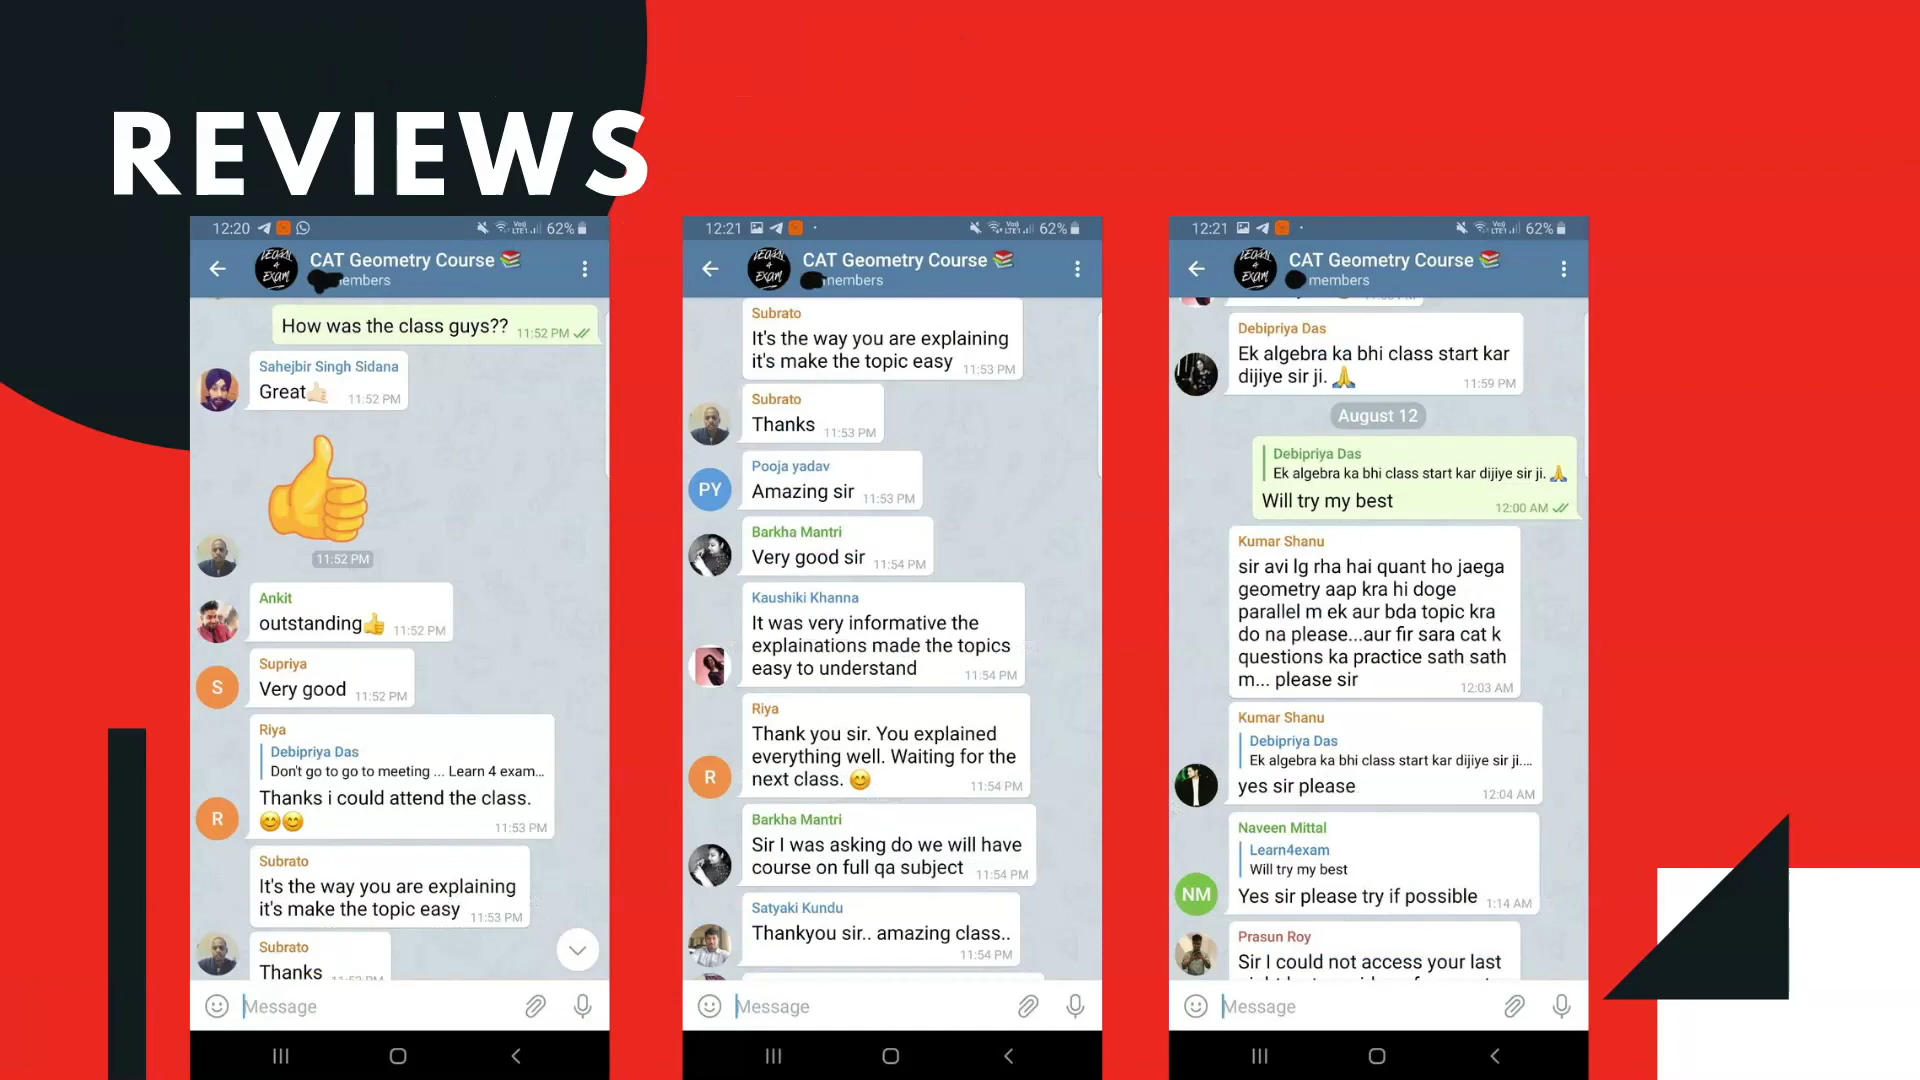 REVIEWS
12:20
62%
LEARN
4
EXAM
CAT Geometry Course
embers
How was the class guys??
11:52 PM
Sahejbir Singh Sidana
Great
11:52 PM
11:52 PM
Ankit
outstanding
11:52 PM
Supriya
Very good
11:52 PM
Riya
Debipriya Das
Don't go to go to meeting ... Learn 4 exam...
Thanks i could attend the class.
11:53 PM
S
R
Subrato
It's the way you are explaining
it's make the topic easy
11:53 PM
Subrato
Thanks
Message
12:21
62%
LEARN
4
EXAM
CAT Geometry Course
members
Subrato
It's the way you are explaining
it's make the topic easy
11:53 PM
Subrato
Thanks
11:53 PM
PY
Pooja yadav
Amazing sir
11:53 PM
Barkha Mantri
Very good sir
11:54 PM
Kaushiki Khanna
It was very informative the
explainations made the topics
easy to understand
11:54 PM
Riya
Thank you sir. You explained
everything well. Waiting for the
next class.
11:54 PM
R
Barkha Mantri
Sir I was asking do we will have
course on full qa subject
11:54 PM
Satyaki Kundu
Thankyou sir.. amazing class..
11:54 PM
Message
12:21
62%
LEARN
4
EXAM
CAT Geometry Course
members
Debipriya Das
Ek algebra ka bhi class start kar
dijiye sir ji.
11:59 PM
August 12
Debipriya Das
Ek algebra ka bhi class start kar dijiye sir ji.
Will try my best
12:00 AM
Kumar Shanu
sir avi lg rha hai quant ho jaega
geometry aap kra hi doge
parallel m ek aur bda topic kra
do na please...aur fir sara cat k
questions ka practice sath sath
m... please sir
12:03 AM
Kumar Shanu
Debipriya Das
Ek algebra ka bhi class start kar dijiye sir ji....
yes sir please
12:04 AM
Naveen Mittal
Learn4exam
Will try my best
Yes sir please try if possible
1:14 AM
NM
Prasun Roy
Sir I could not access your last
Message